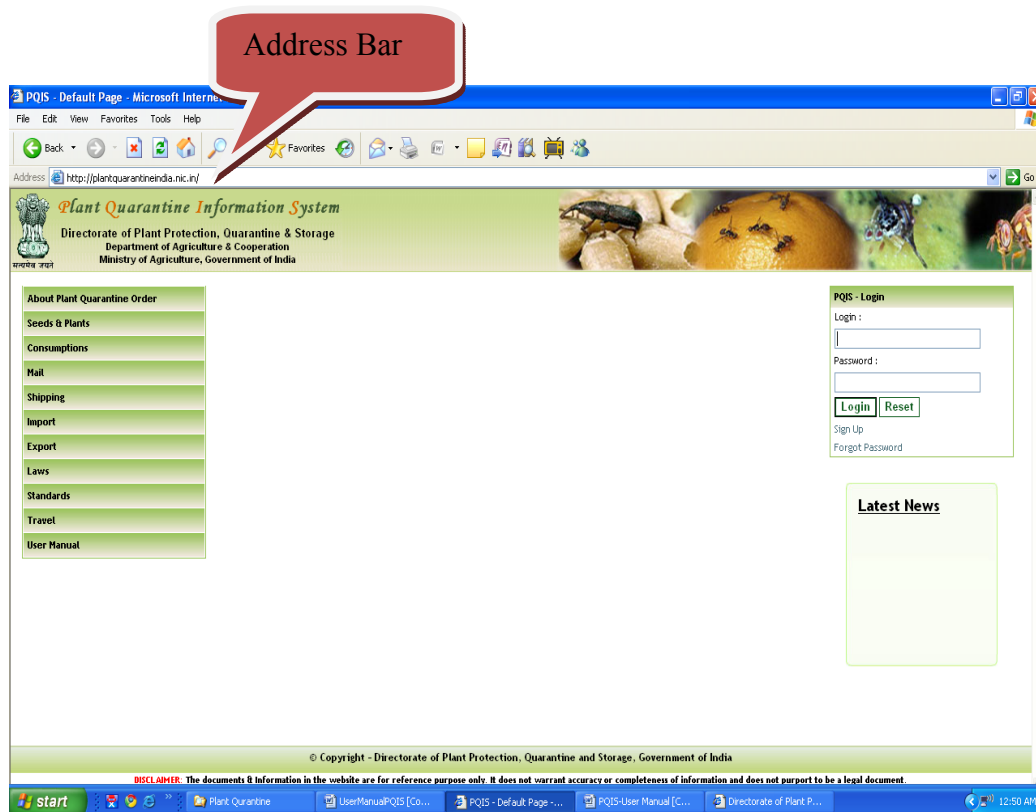 Address Bar
PQIS - Default Page - Microsoft Interne
File Edit View Favorites Tools Help
Back Favorites
Address http://plantquarantineindia.nic.in/ Go
Plant Quarantine Information System
Directorate of Plant Protection, Quarantine & Storage
Department of Agriculture & Cooperation
Ministry of Agriculture, Government of India
सत्यमेव जयते
About Plant Quarantine Order
Seeds & Plants
Consumptions
Mail
Shipping
Import
Export
Laws
Standards
Travel
User Manual
PQIS - Login
Login :
Password :
Login Reset
Sign Up
Forgot Password
Latest News
© Copyright - Directorate of Plant Protection, Quarantine and Storage, Government of India
DISCLAIMER: The documents & Information in the website are for reference purpose only. It does not warrant accuracy or completeness of information and does not purport to be a legal document.
start Plant Qurantine UserManualPQIS [Co... PQIS - Default Page -... PQIS-User Manual [C... Directorate of Plant P... 12:50 AM